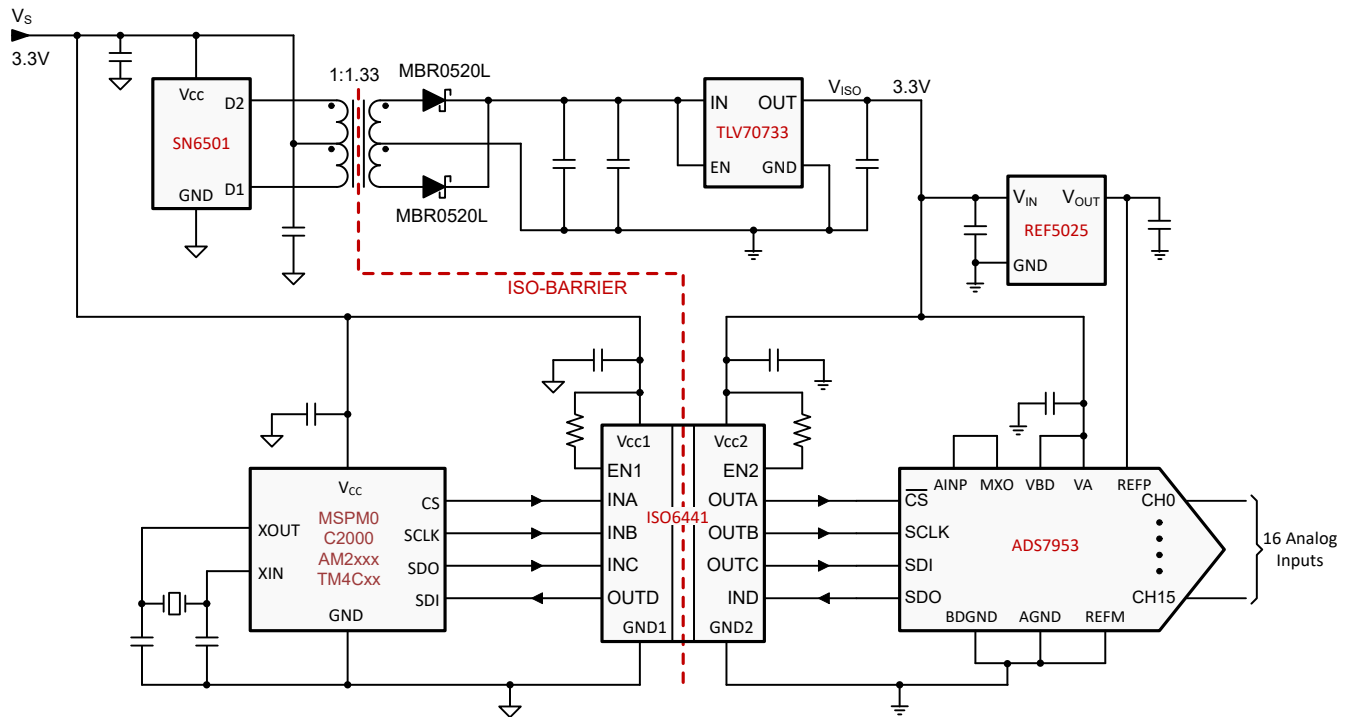 VS
3.3V
1:1.33
MBR0520L
Vcc
D2
SN6501
GND
D1
MBR0520L
IN
OUT
TLV70733
EN
GND
VISO
3.3V
VIN
VOUT
REF5025
GND
ISO-BARRIER
VCC
MSPM0
C2000
AM2xxx
TM4Cxx
XOUT
XIN
GND
CS
SCLK
SDO
SDI
Vcc1
EN1
INA
INB
INC
OUTD
GND1
ISO6441
Vcc2
EN2
OUTA
OUTB
OUTC
IND
GND2
AINP
MXO
VBD
VA
REFP
CS
SCLK
SDI
SDO
ADS7953
CH0
CH15
BDGND
AGND
REFM
16 Analog
Inputs